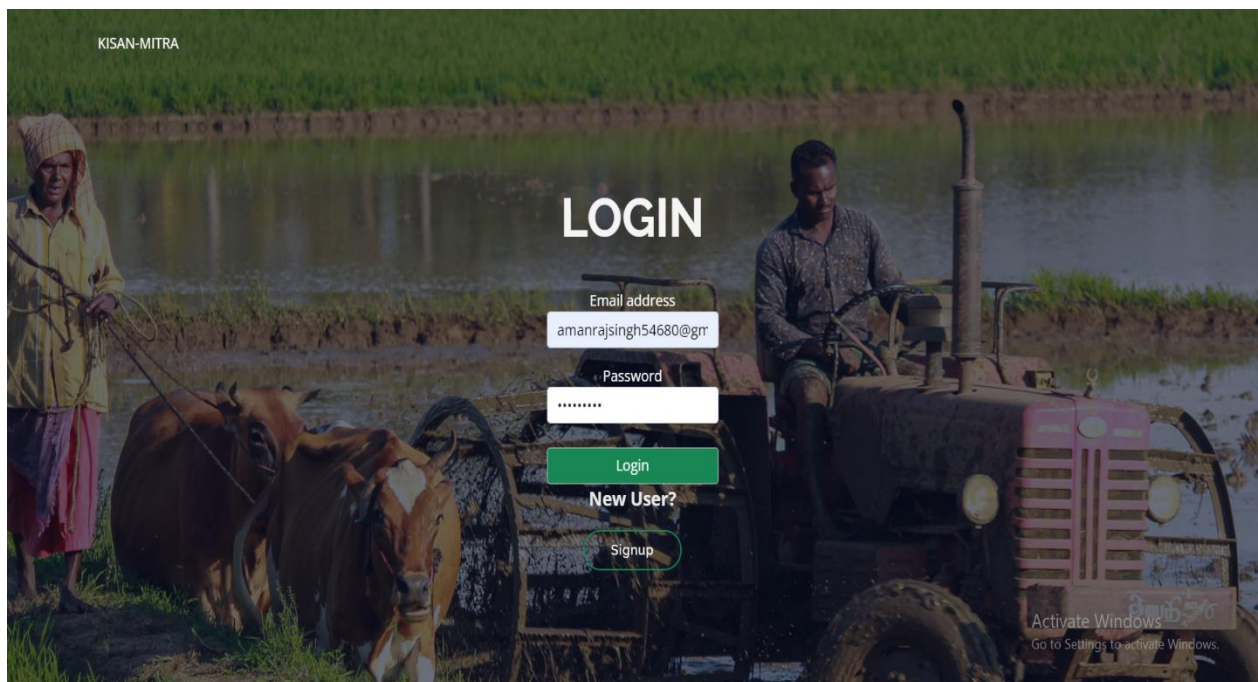 KISAN-MITRA
LOGIN
Email address
amanrajsingh54680@gm
Password
•••••••••
Login
New User?
Signup
Activate Windows
Go to Settings to activate Windows.